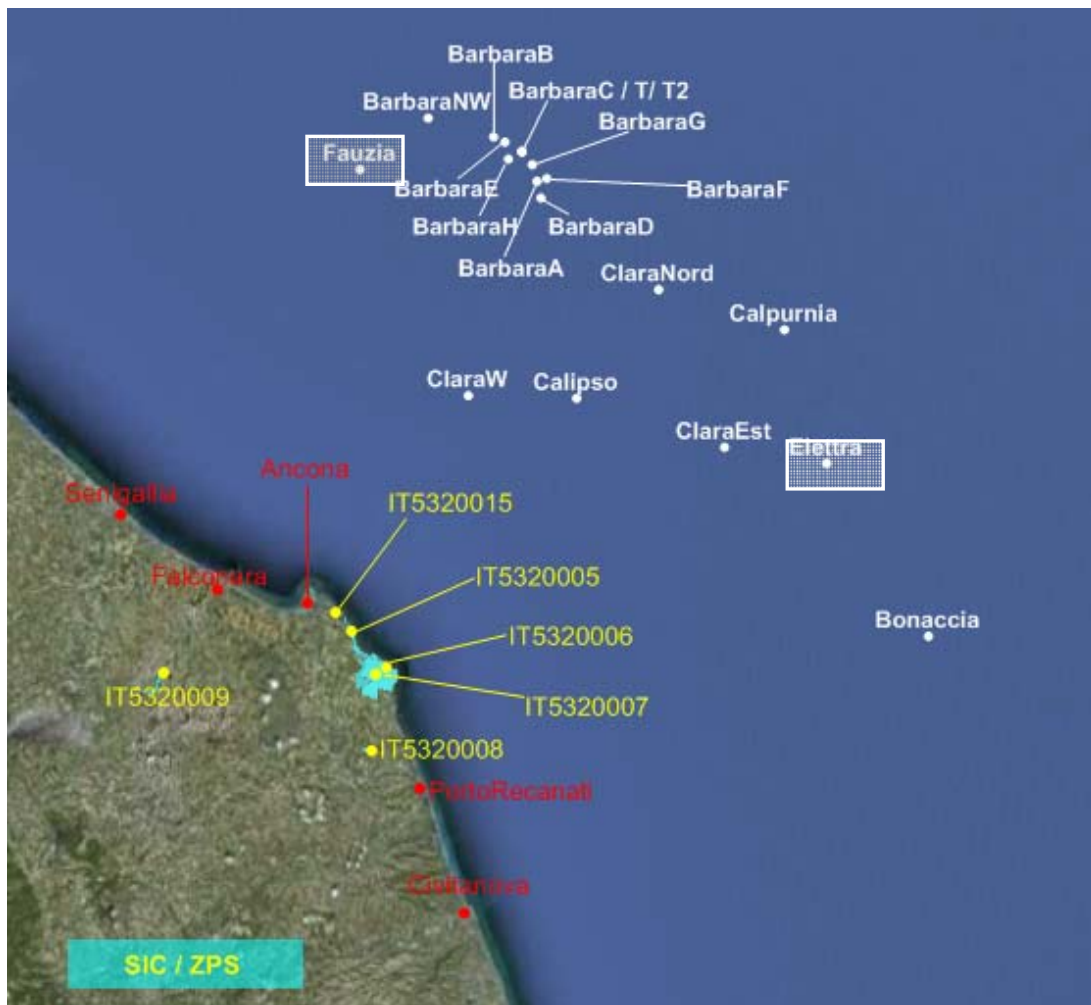 BarbaraB
BarbaraC / T/ T2
BarbaraNW
BarbaraG
Fauzia
BarbaraE
BarbaraF
BarbaraH
BarbaraD
BarbaraA
ClaraNord
Calpurnia
ClaraW
Calipso
ClaraEst
Elettra
Ancona
Senigallia
IT5320015
Falconara
IT5320005
Bonaccia
IT5320006
IT5320009
IT5320007
IT5320008
PortoRecanati
Civitanova
SIC / ZPS